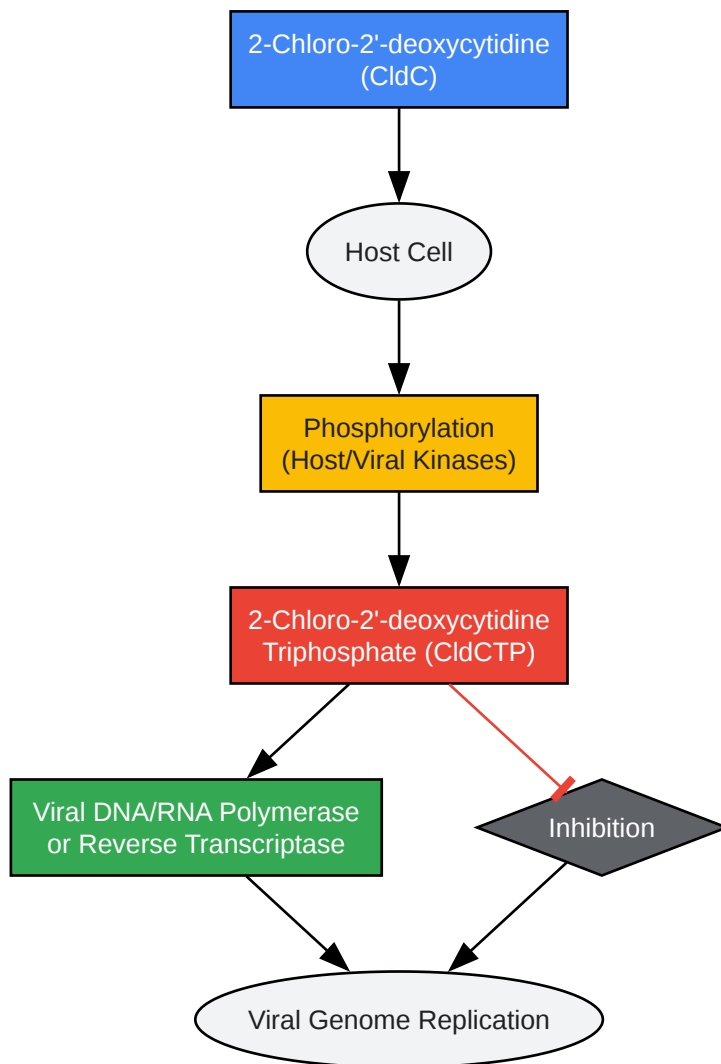 2-Chloro-2'-deoxycytidine
(CldC)
Host Cell
Phosphorylation
(Host/Viral Kinases)
2-Chloro-2'-deoxycytidine
Triphosphate (CldCTP)
Viral DNA/RNA Polymerase
or Reverse Transcriptase
Inhibition
Viral Genome Replication